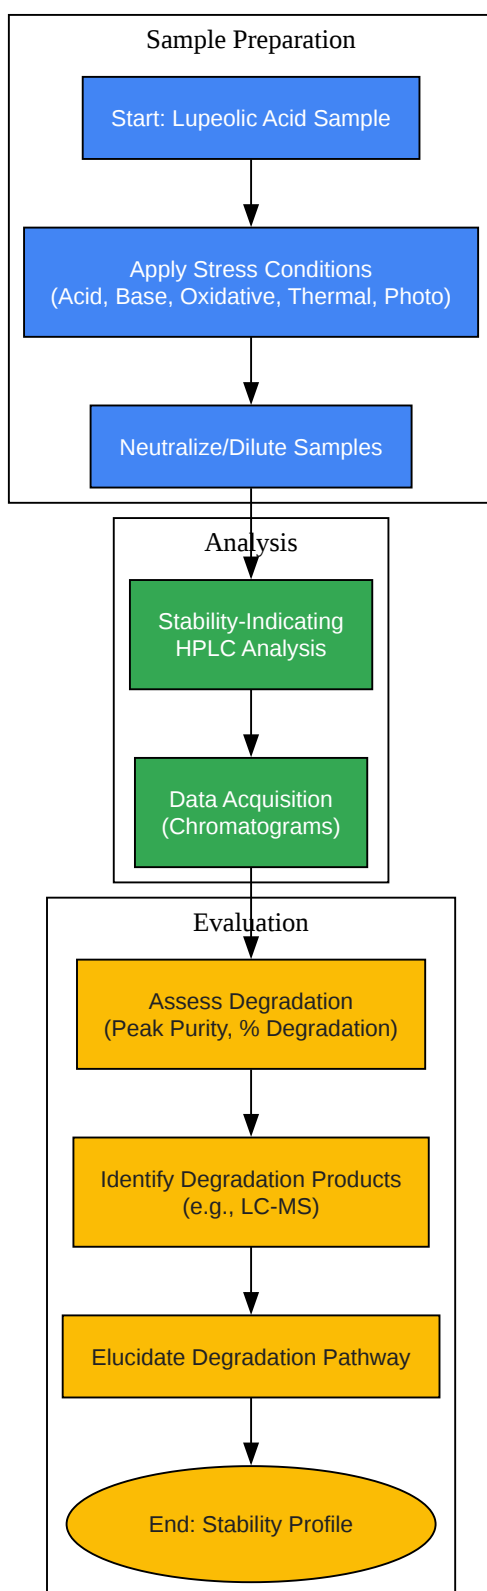 Sample Preparation
Start: Lupeolic Acid Sample
Apply Stress Conditions
(Acid, Base, Oxidative, Thermal, Photo)
Neutralize/Dilute Samples
Analysis
Stability-Indicating
HPLC Analysis
Data Acquisition
(Chromatograms)
Evaluation
Assess Degradation
(Peak Purity, % Degradation)
Identify Degradation Products
(e.g., LC-MS)
Elucidate Degradation Pathway
End: Stability Profile